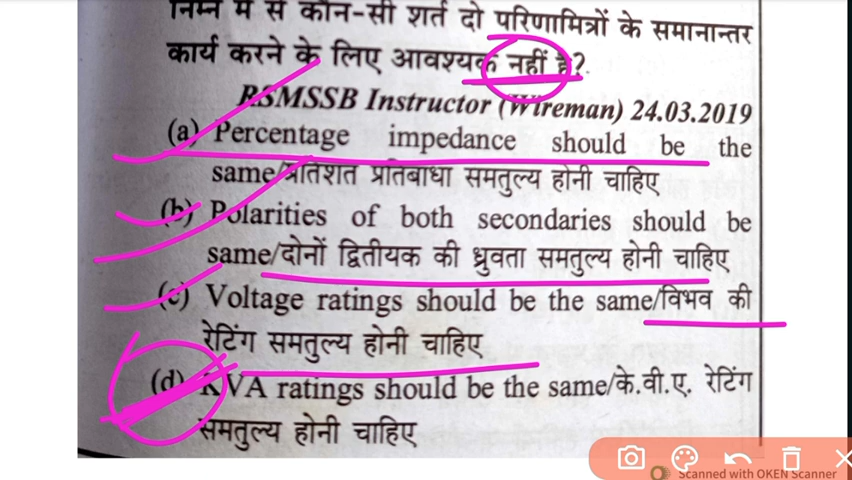 निम्न में से कौन-सी शर्त दो परिणामित्रों के समानान्तर
कार्य करने के लिए आवश्यक नहीं है?
RSMSSB Instructor (Wireman) 24.03.2019
(a) Percentage impedance should be the
same/प्रतिशत प्रतिबाधा समतुल्य होनी चाहिए
(b) Polarities of both secondaries should be
same/दोनों द्वितीयक की ध्रुवता समतुल्य होनी चाहिए
(c) Voltage ratings should be the same/विभव की
रेटिंग समतुल्य होनी चाहिए
(d) KVA ratings should be the same/के.वी.ए. रेटिंग
समतुल्य होनी चाहिए
Scanned with OKEN Scanner